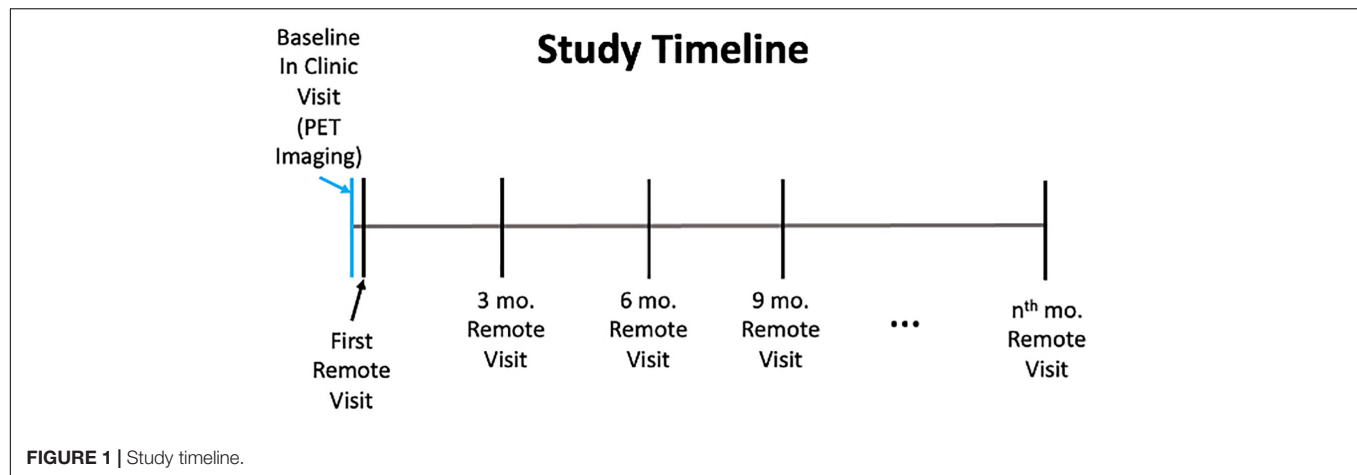 Study Timeline
Baseline
In Clinic
Visit
(PET
Imaging)
First
Remote
Visit
3 mo.
Remote
Visit
6 mo.
Remote
Visit
9 mo.
Remote
Visit
...
nth mo.
Remote
Visit
FIGURE 1 | Study timeline.